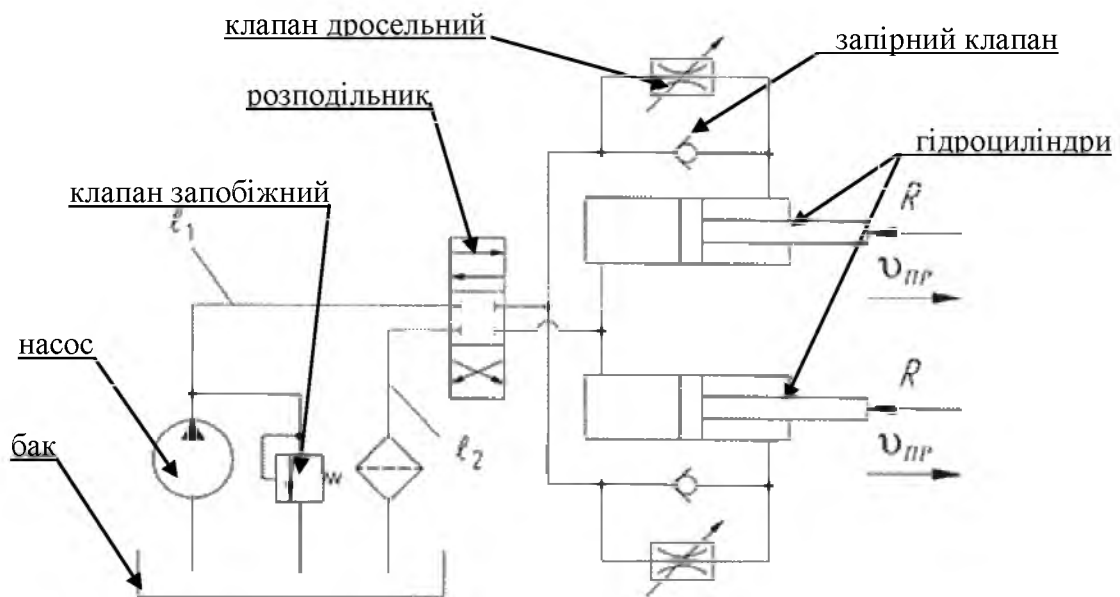 клапан дросельний
запірний клапан
розподільник
гідроциліндри
клапан запобіжний
ℓ1
R
υПР
насос
R
бак
ℓ2
υПР
w